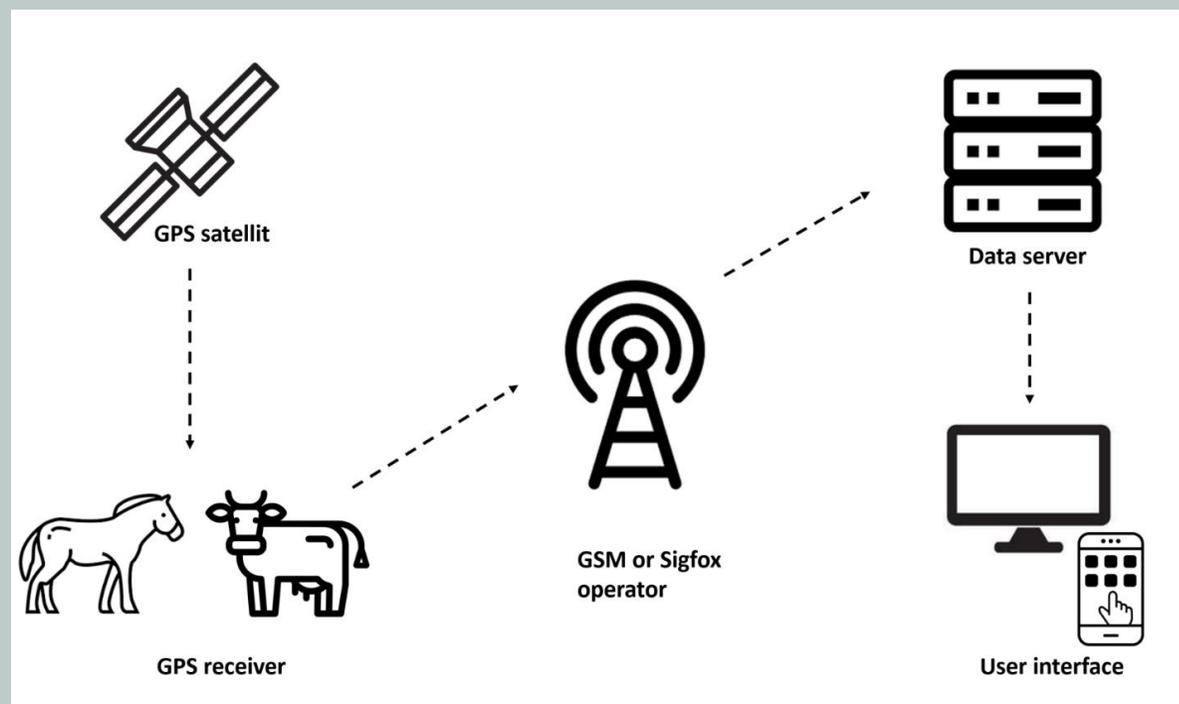 GPS satellit
Data server
GSM or Sigfox
operator
GPS receiver
User interface